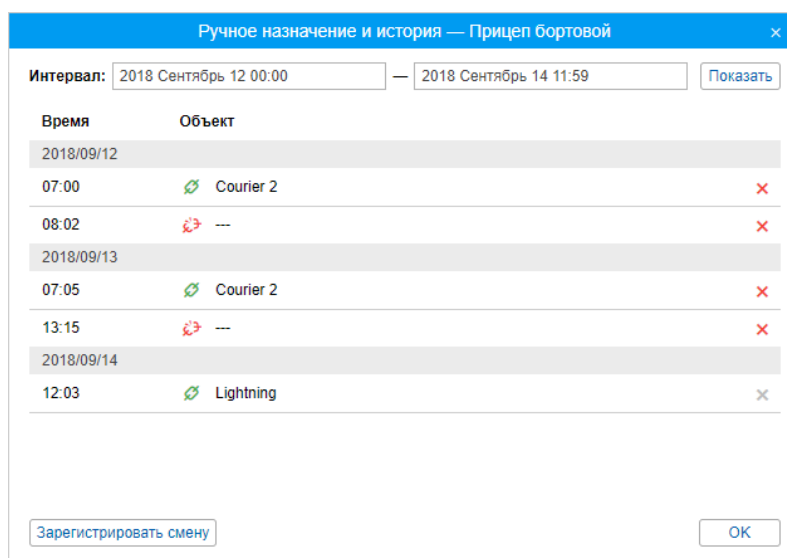 Ручное назначение и история — Прицеп бортовой ×
Интервал: 2018 Сентябрь 12 00:00 — 2018 Сентябрь 14 11:59 Показать
Время Объект
2018/09/12
07:00 Courier 2
08:02 ---
2018/09/13
07:05 Courier 2
13:15 ---
2018/09/14
12:03 Lightning
Зарегистрировать смену OK